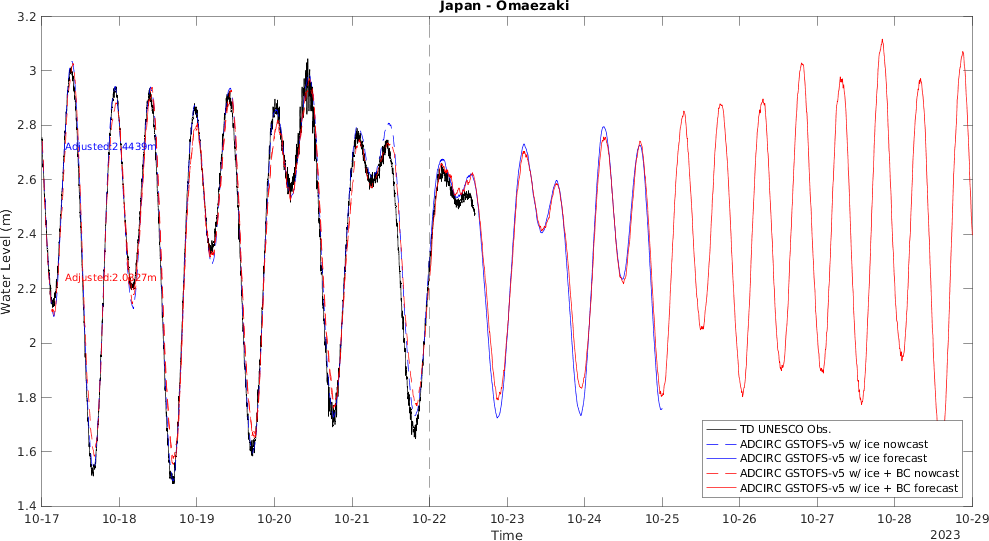 Japan - Omaezaki
3.2
3
2.8
2.6
2.4
2.2
2
1.8
1.6
1.4
Water Level (m)
Adjusted:2.4439m
Adjusted:2.0327m
TD UNESCO Obs.
ADCIRC GSTOFS-v5 w/ ice nowcast
ADCIRC GSTOFS-v5 w/ ice forecast
ADCIRC GSTOFS-v5 w/ ice + BC nowcast
ADCIRC GSTOFS-v5 w/ ice + BC forecast
10-17 10-18 10-19 10-20 10-21 10-22 10-23 10-24 10-25 10-26 10-27 10-28 10-29
Time
2023